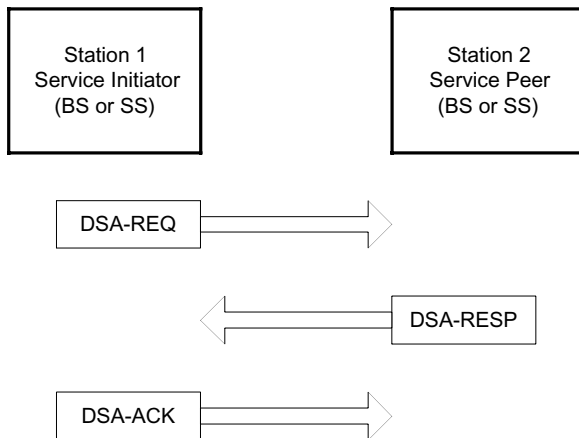 Station 1
Service Initiator
(BS or SS)
Station 2
Service Peer
(BS or SS)
DSA-REQ
DSA-RESP
DSA-ACK